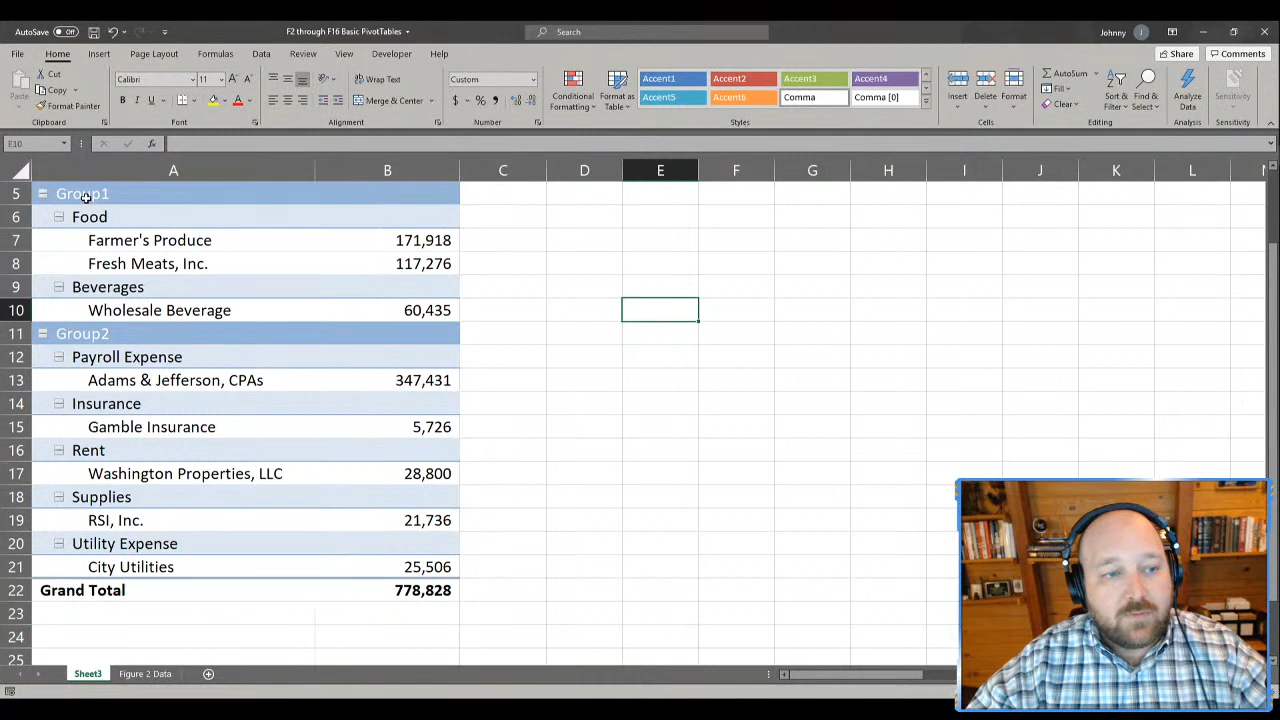 AutoSave Off F2 through F16 Basic PivotTables Search Johnny
File Home Insert Page Layout Formulas Data Review View Automate Developer Help Share Comments
Paste Cut Copy Format Painter Clipboard
Calibri 11 B I U Font
Wrap Text Merge & Center Alignment
Custom $ % Number
Conditional Formatting Format as Table
Accent1 Accent2 Accent3 Accent4
Accent5 Accent6 Comma Comma [0]
Styles
Insert Delete Format Cells
AutoSum Fill Clear Sort & Filter Find & Select Editing
Analyze Data Analysis
Sensitivity Sensitivity
E10 fx
A B C D E F G H I J K L
5 Group1
6 Food
7 Farmer's Produce 171,918
8 Fresh Meats, Inc. 117,276
9 Beverages
10 Wholesale Beverage 60,435
11 Group2
12 Payroll Expense
13 Adams & Jefferson, CPAs 347,431
14 Insurance
15 Gamble Insurance 5,726
16 Rent
17 Washington Properties, LLC 28,800
18 Supplies
19 RSI, Inc. 21,736
20 Utility Expense
21 City Utilities 25,506
22 Grand Total 778,828
23
24
25
Sheet3 Figure 2 Data